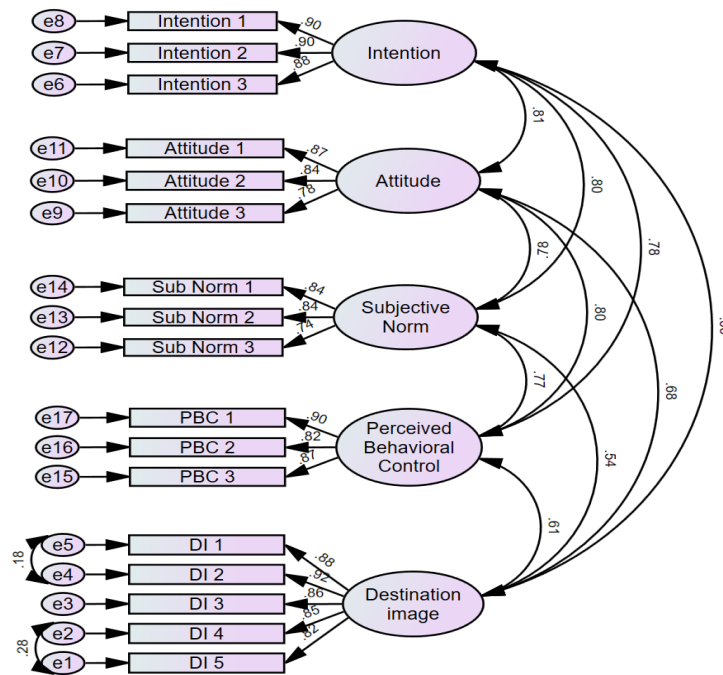 e8 Intention 1 .90
e7 Intention 2 .90 Intention
e6 Intention 3 .88
.81
e11 Attitude 1 .87
e10 Attitude 2 .84 Attitude
e9 Attitude 3 .78
.80
.78
.78
e14 Sub Norm 1 .84
e13 Sub Norm 2 .84 Subjective
Norm
e12 Sub Norm 3 .74
.80
.77
.68
e17 PBC 1 .90
e16 PBC 2 .82 Perceived
Behavioral
Control
e15 PBC 3 .87
.54
.61
e5 DI 1 .88
.18
e4 DI 2 .92
e3 DI 3 .86 Destination
image
e2 DI 4 .85
.28
e1 DI 5 .82